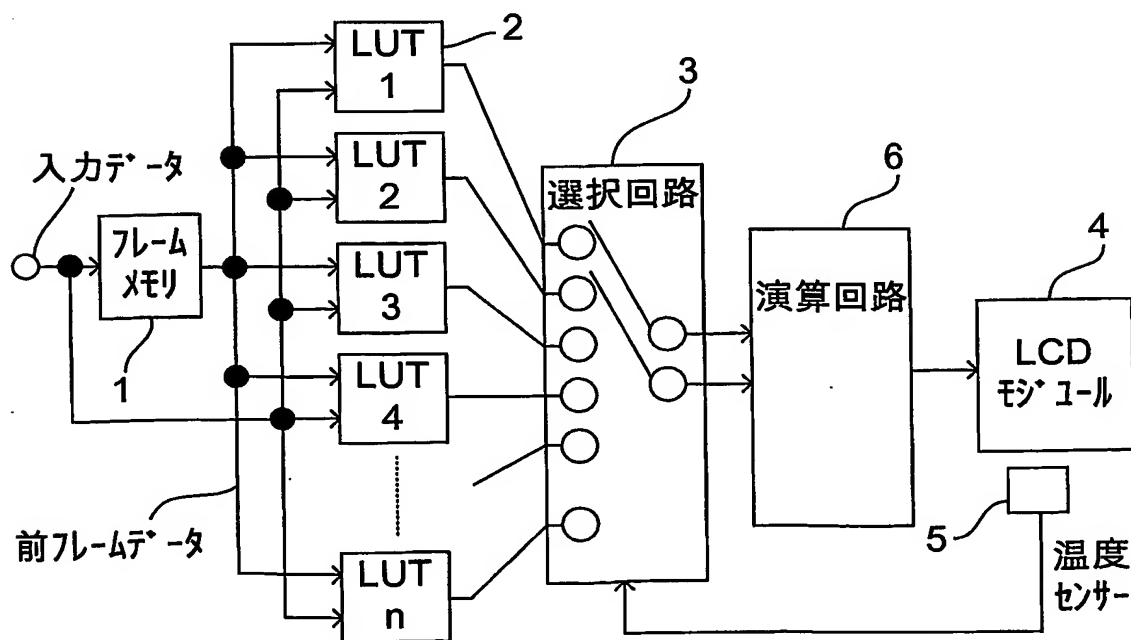 LUT
1
2
3
LUT
2
入力データ
選択回路
6
フレーム
メモリ
LUT
3
4
演算回路
1
LUT
4
LCD
モジュール
前フレームデータ
5
LUT
n
温度
センサー